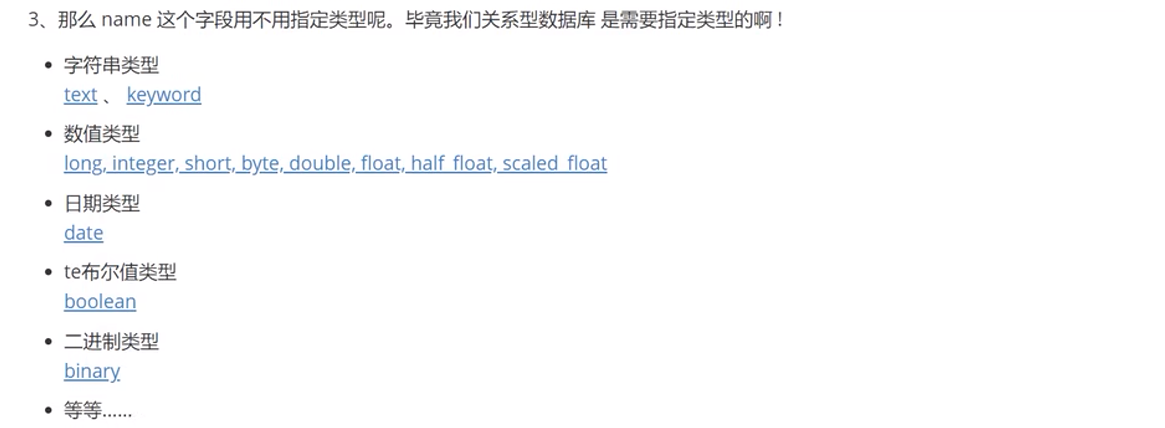 3、那么 name 这个字段用不用指定类型呢。毕竟我们关系型数据库 是需要指定类型的啊！
• 字符串类型
text 、 keyword
• 数值类型
long, integer, short, byte, double, float, half_float, scaled_float
• 日期类型
date
• te布尔值类型
boolean
• 二进制类型
binary
• 等等......